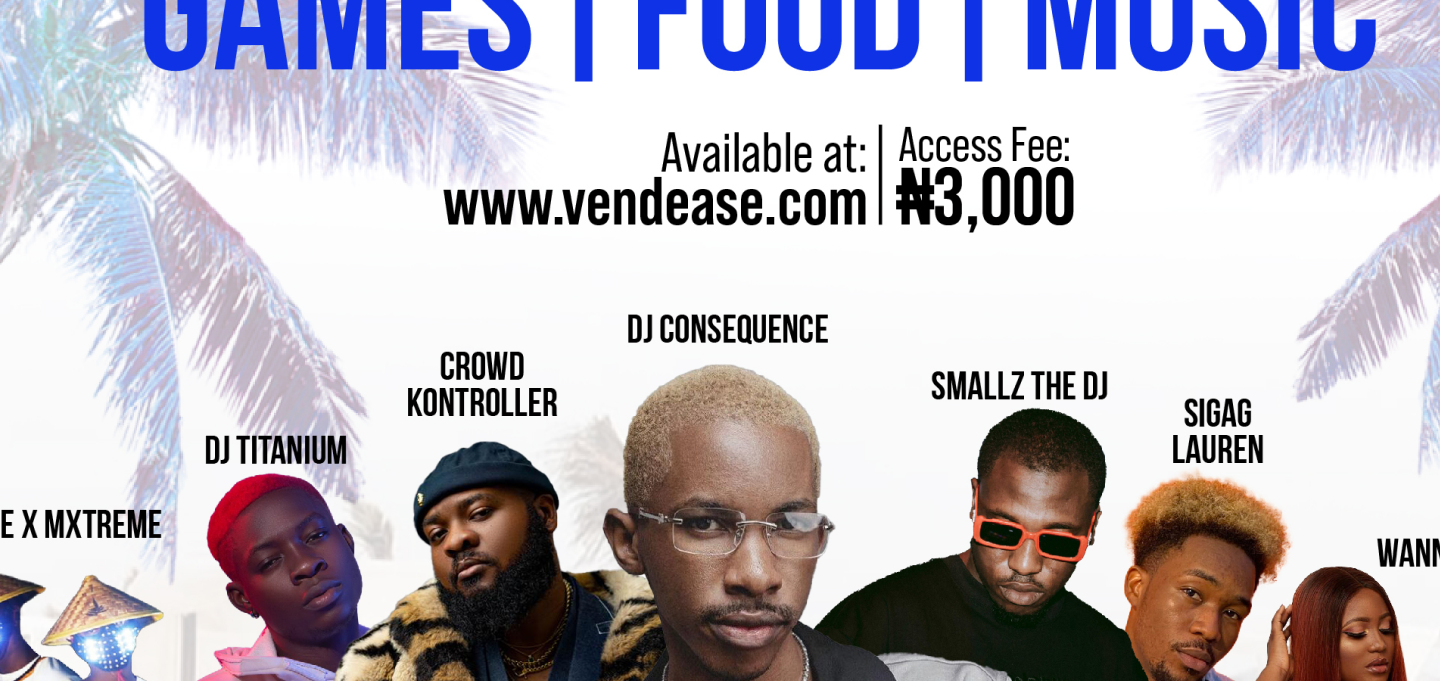 GAMES | FOOD | MUSIC
Available at:
www.vendease.com
Access Fee:
₦3,000
DJ CONSEQUENCE
CROWD
KONTROLLER
SMALLZ THE DJ
SIGAG
LAUREN
DJ TITANIUM
E X MXTREME
WANN